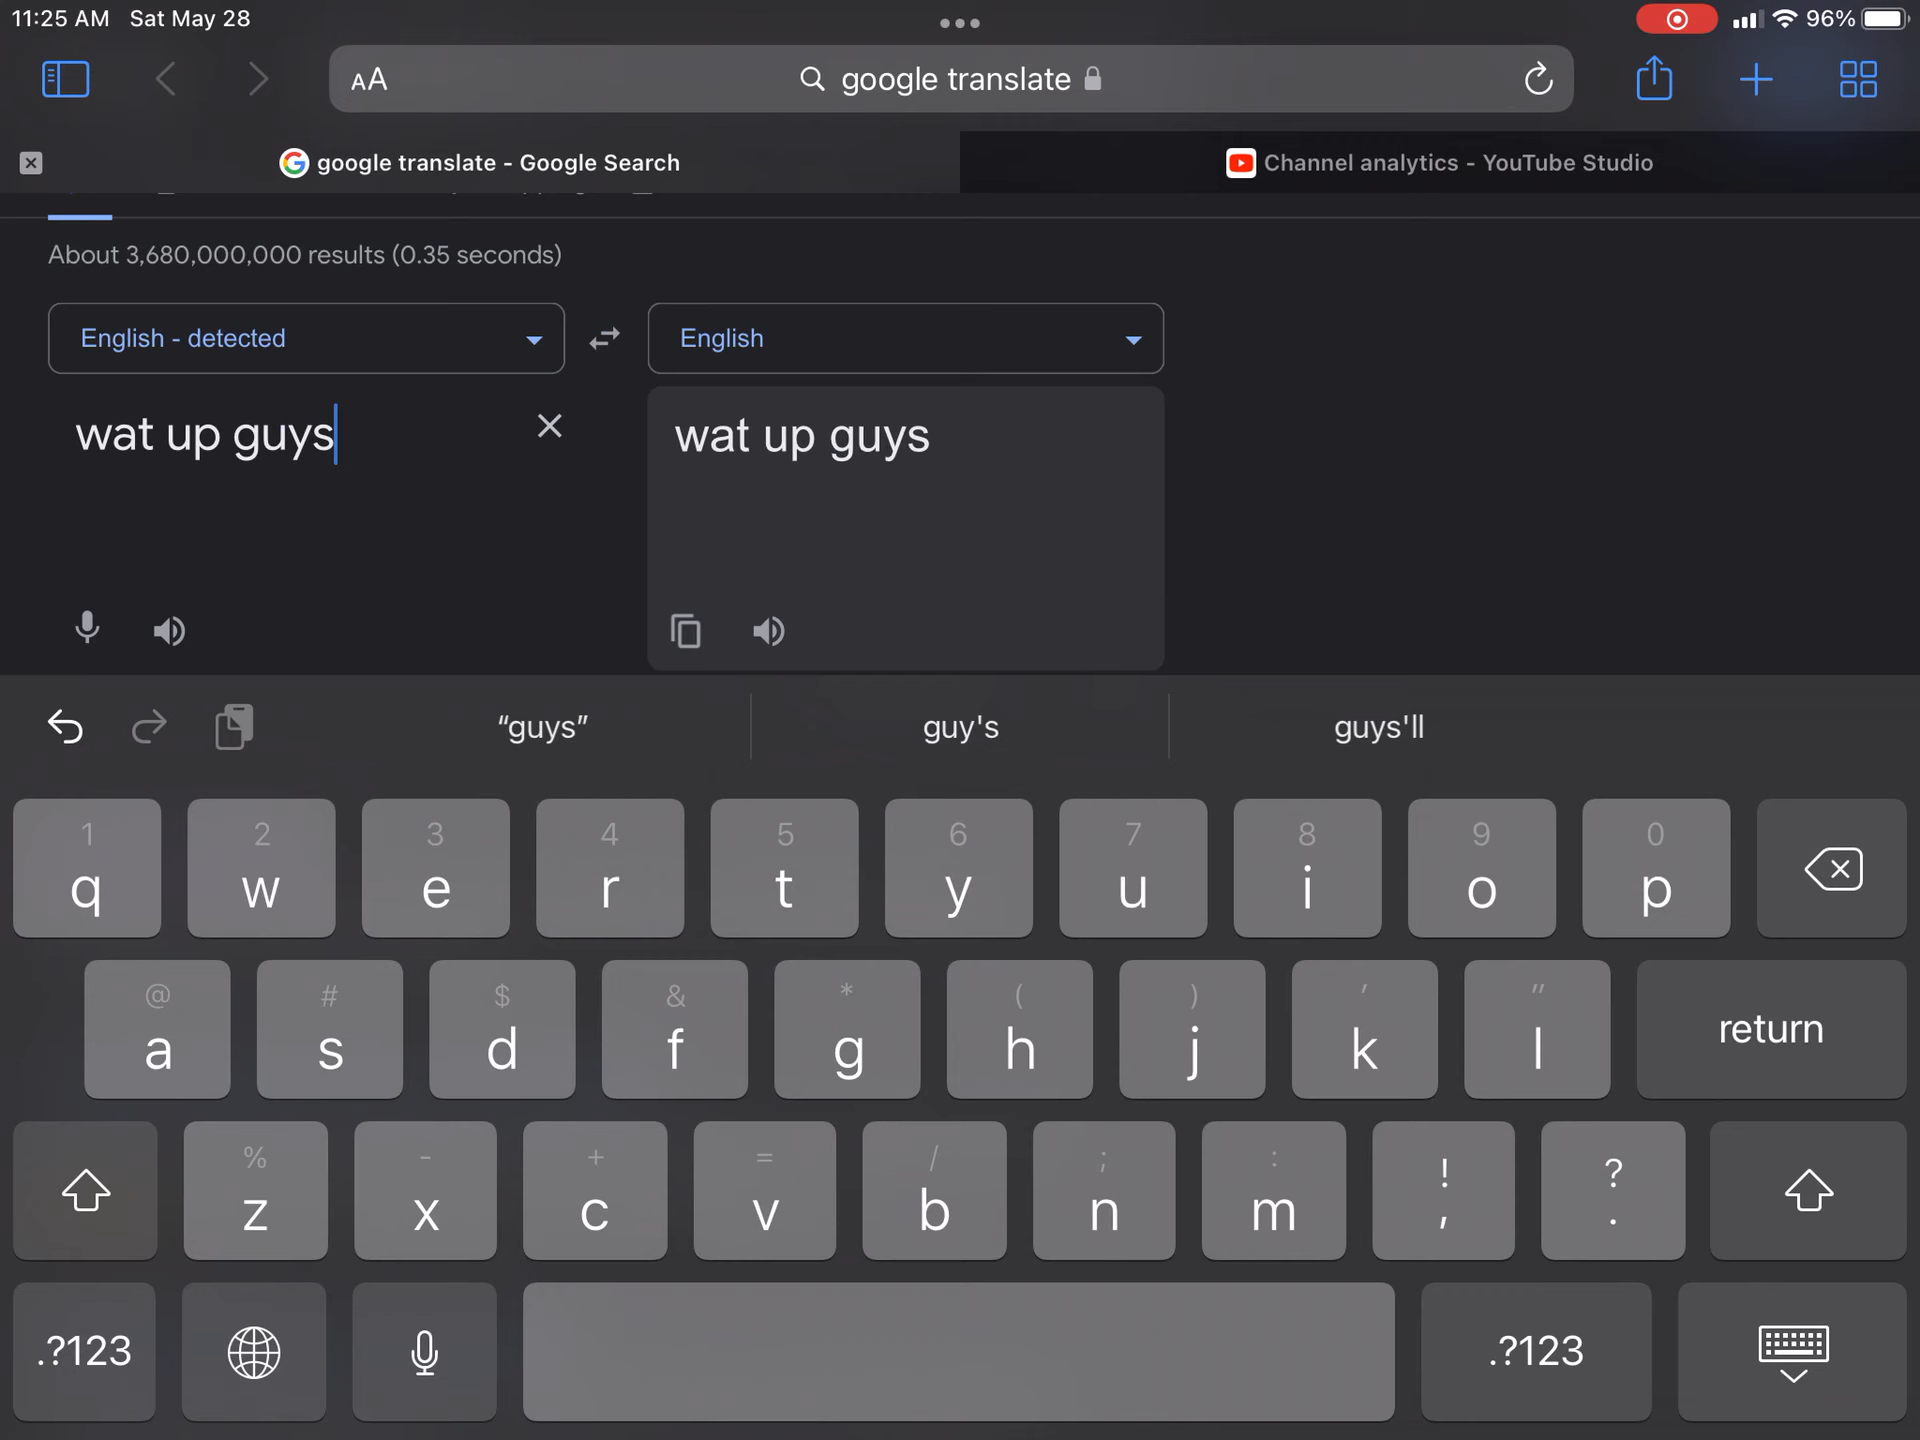 11:25 AM Sat May 28
96%
AA
google translate
google translate - Google Search
Channel analytics - YouTube Studio
About 3,680,000,000 results (0.35 seconds)
English - detected
English
wat up guys
wat up guys
“guys”
guy's
guys'll
1 2 3 4 5 6 7 8 9 0
q w e r t y u i o p
@ # $ & * ( ) ' "
a s d f g h j k l
return
% - + = / ; : ! ?
z x c v b n m , .
.?123
.?123